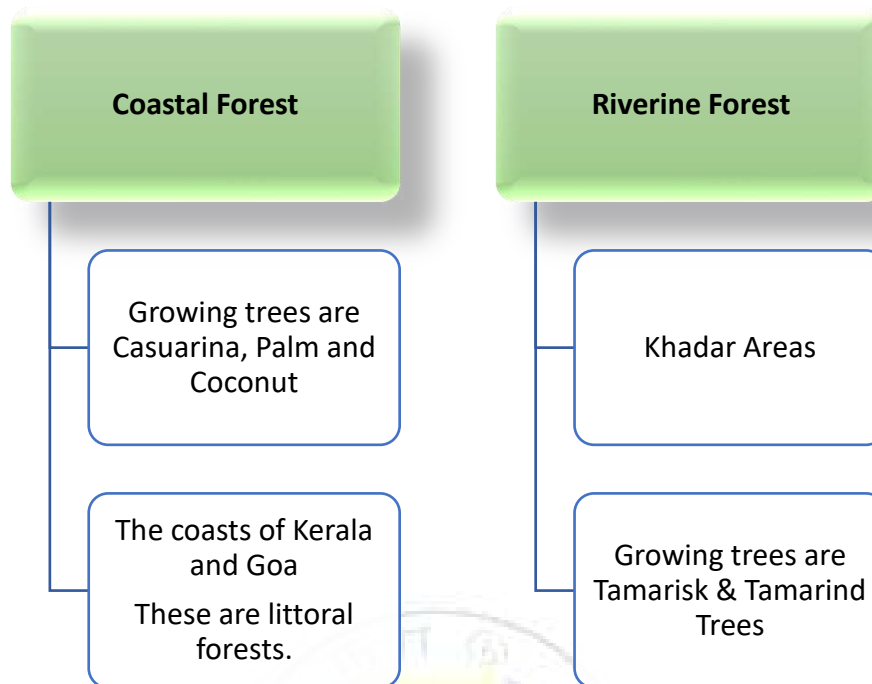 Coastal Forest
Growing trees are
Casuarina, Palm and
Coconut
The coasts of Kerala
and Goa
These are littoral
forests.
Riverine Forest
Khadar Areas
Growing trees are
Tamarisk & Tamarind
Trees